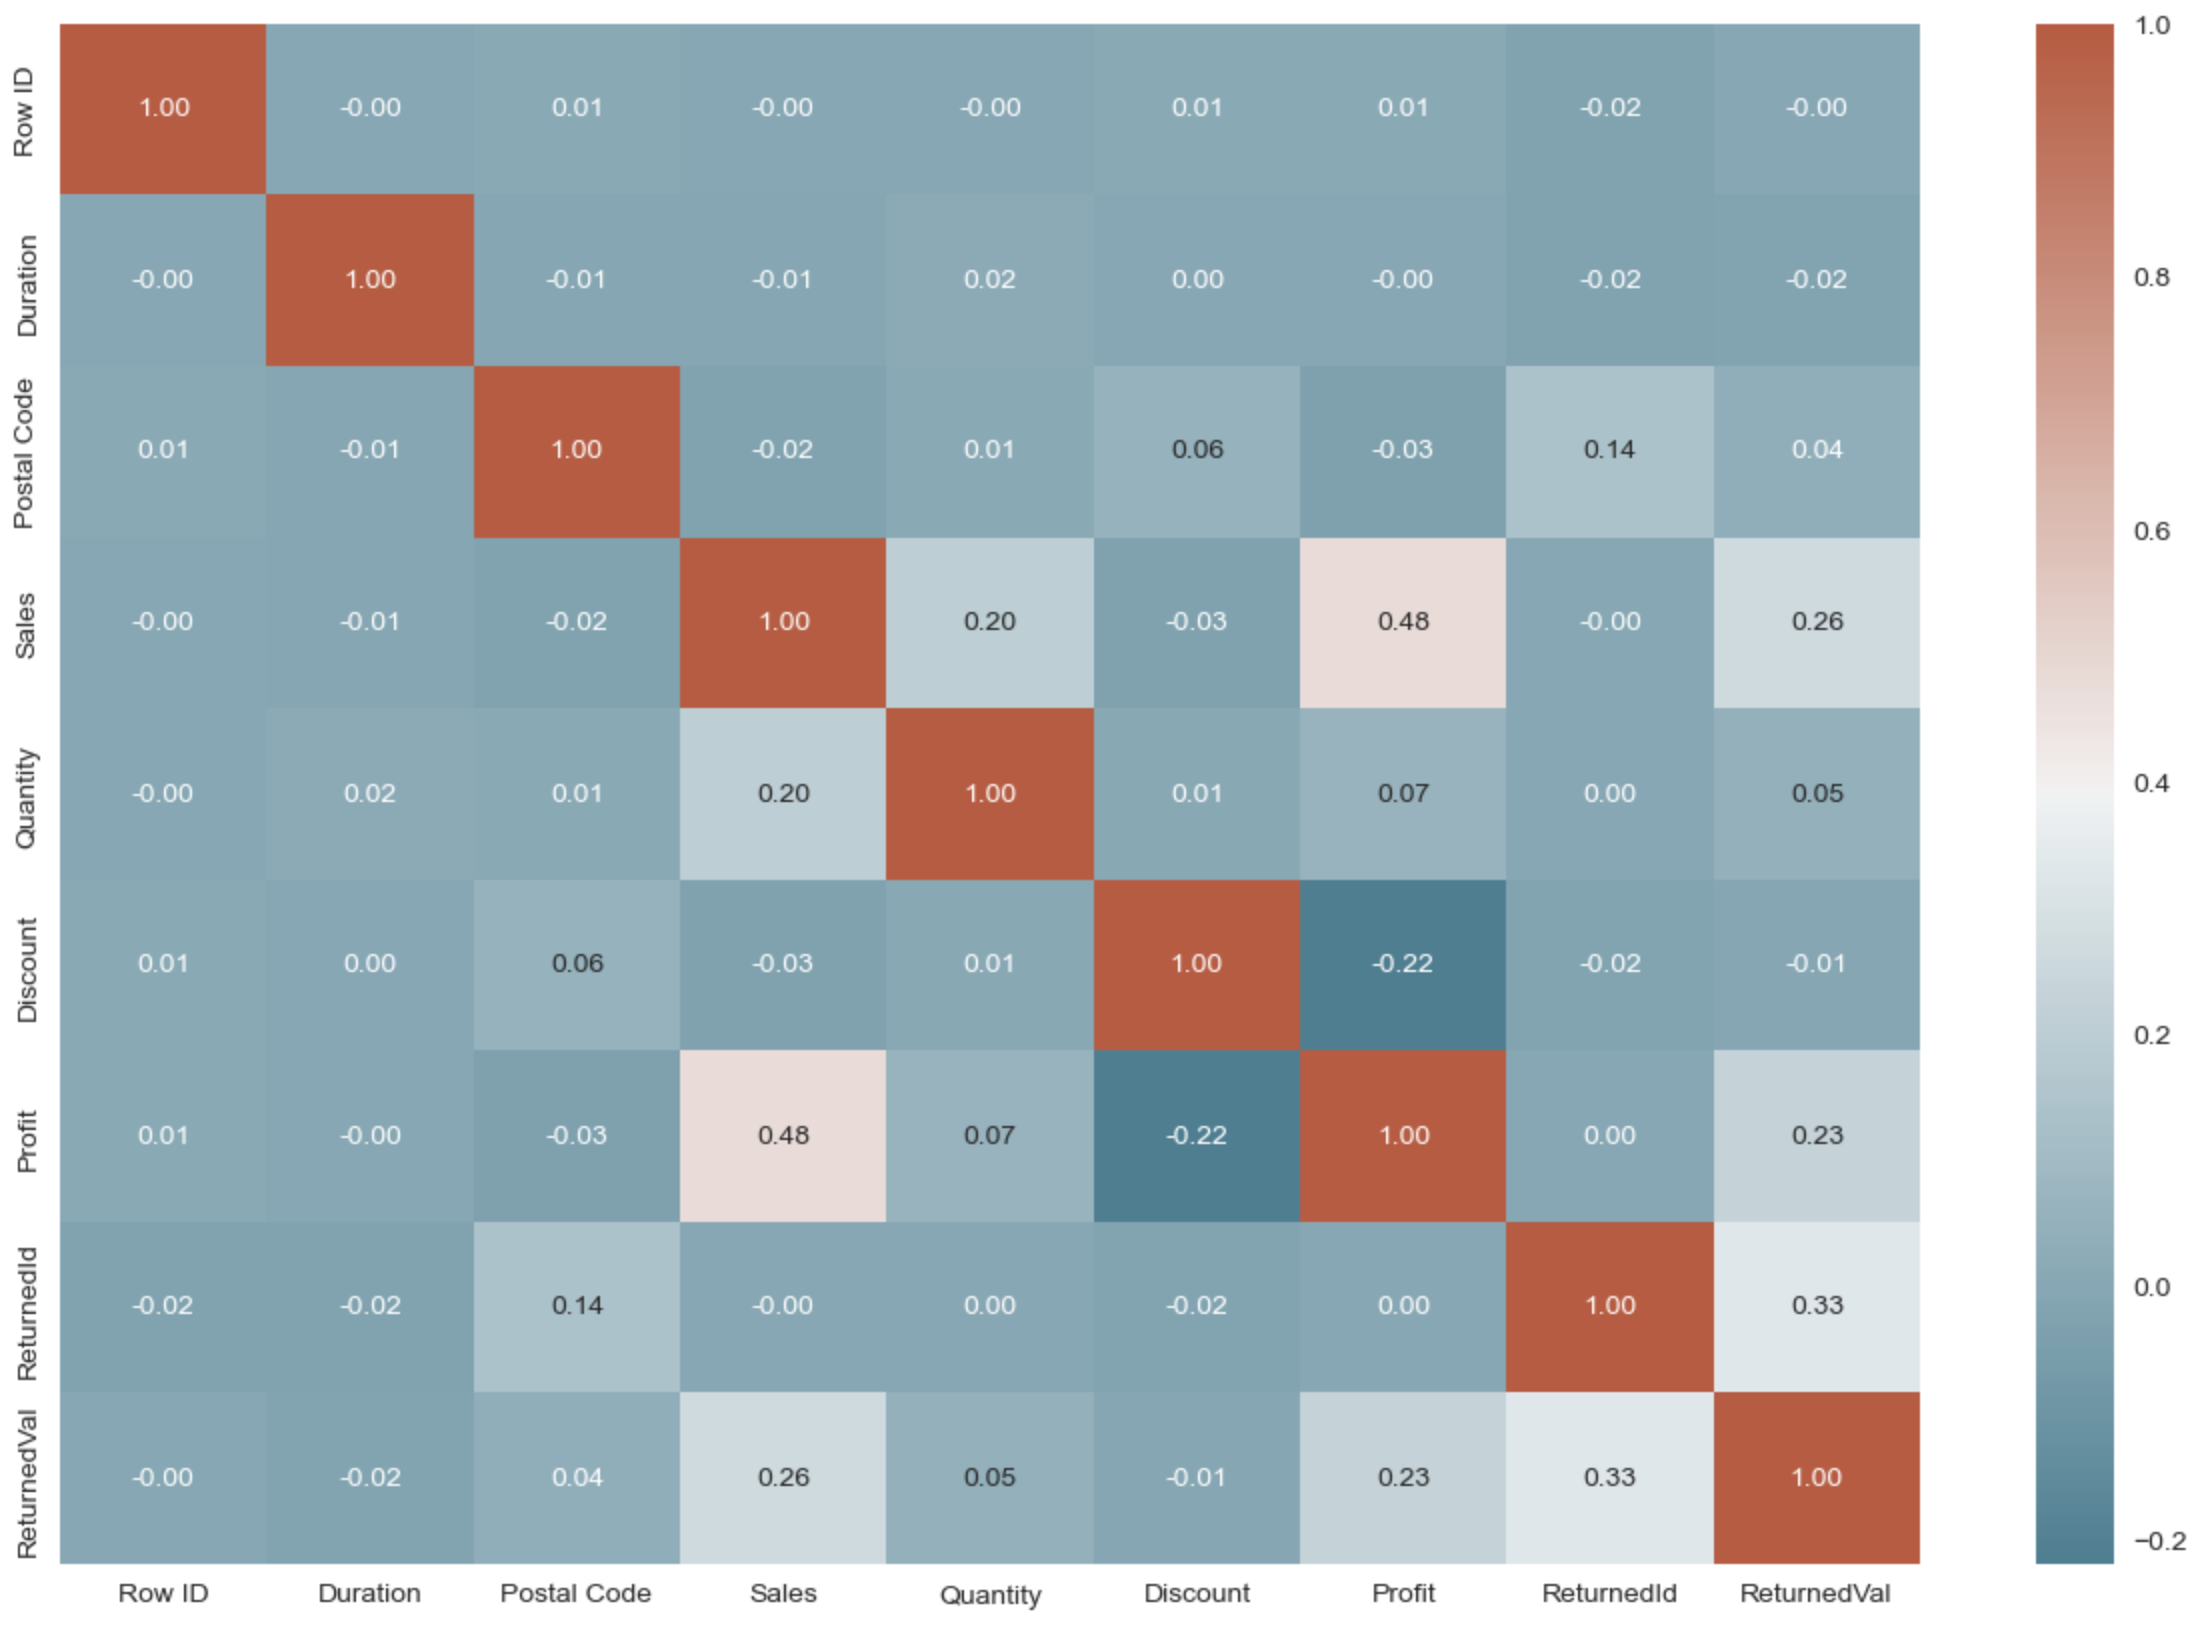 1.0
Row ID 1.00 -0.00 0.01 -0.00 -0.00 0.01 0.01 -0.02 -0.00
0.8
Duration -0.00 1.00 -0.01 -0.01 0.02 0.00 -0.00 -0.02 -0.02
Postal Code 0.01 -0.01 1.00 -0.02 0.01 0.06 -0.03 0.14 0.04
0.6
Sales -0.00 -0.01 -0.02 1.00 0.20 -0.03 0.48 -0.00 0.26
0.4
Quantity -0.00 0.02 0.01 0.20 1.00 0.01 0.07 0.00 0.05
Discount 0.01 0.00 0.06 -0.03 0.01 1.00 -0.22 -0.02 -0.01
0.2
Profit 0.01 -0.00 -0.03 0.48 0.07 -0.22 1.00 0.00 0.23
0.0
ReturnedId -0.02 -0.02 0.14 -0.00 0.00 -0.02 0.00 1.00 0.33
ReturnedVal -0.00 -0.02 0.04 0.26 0.05 -0.01 0.23 0.33 1.00
−0.2
Row ID Duration Postal Code Sales Quantity Discount Profit ReturnedId ReturnedVal